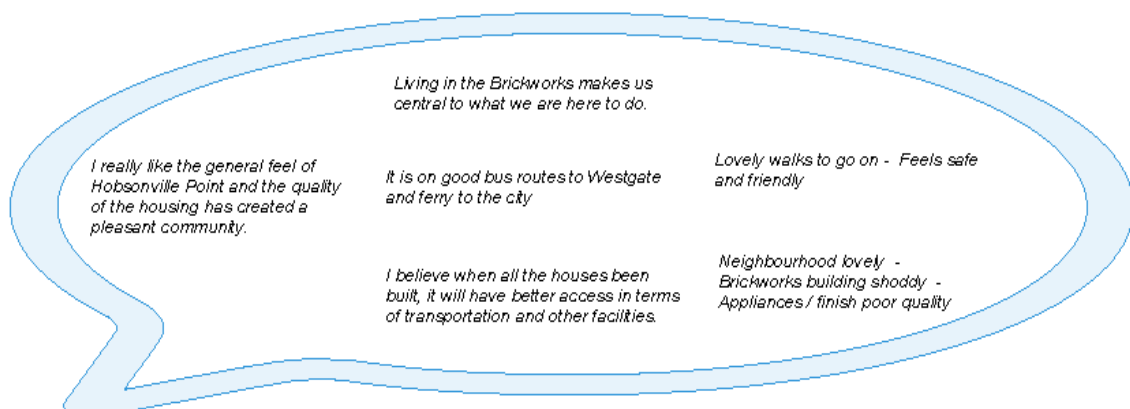 Living in the Brickworks makes us
central to what we are here to do.
I really like the general feel of
Hobsonville Point and the quality
of the housing has created a
pleasant community.
It is on good bus routes to Westgate
and ferry to the city
Lovely walks to go on - Feels safe
and friendly
I believe when all the houses been
built, it will have better access in terms
of transportation and other facilities.
Neighbourhood lovely -
Brickworks building shoddy -
Appliances / finish poor quality